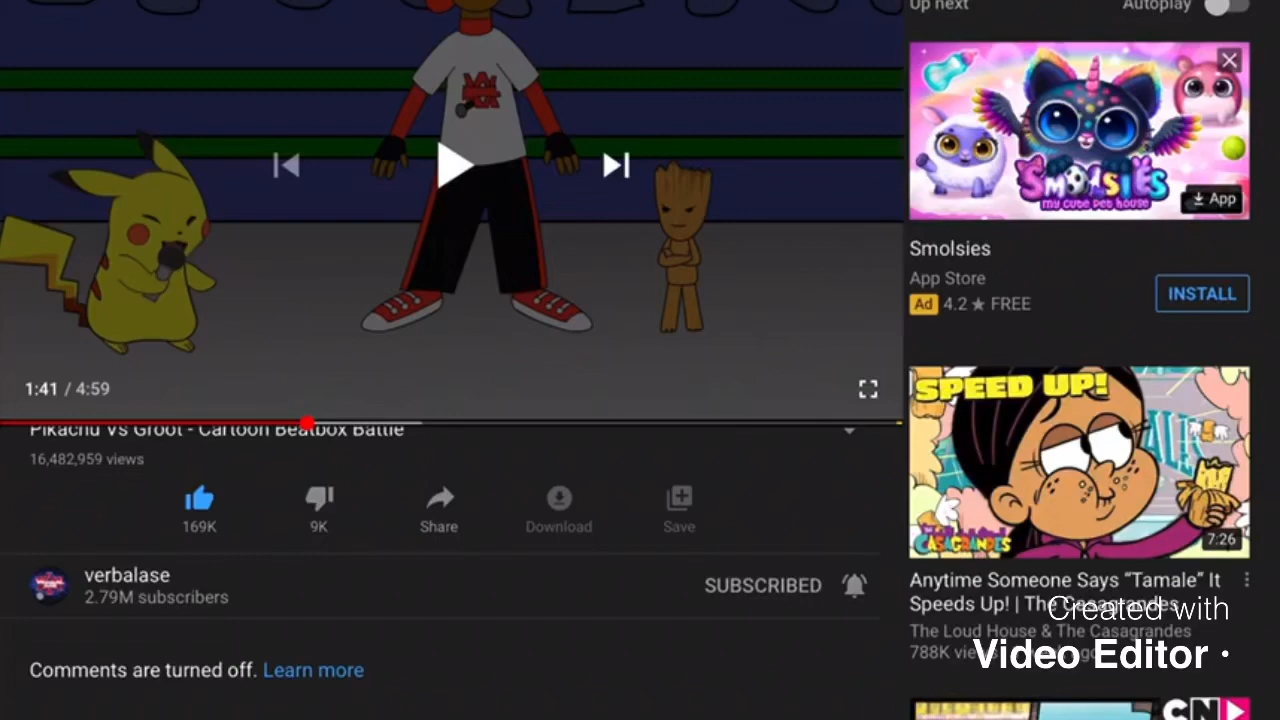 Up next
Autoplay
SMOLSIES
my cute pet house
App
Smolsies
App Store
Ad 4.2 ★ FREE
INSTALL
1:41 / 4:59
Pikachu Vs Groot - Cartoon Beatbox Battle
16,482,959 views
169K
9K
Share
Download
Save
verbalase
2.79M subscribers
SUBSCRIBED
Comments are turned off. Learn more
SPEED UP!
CASAGRANDES
7:26
Anytime Someone Says “Tamale” It
Speeds Up! | The Casagrandes
The Loud House & The Casagrandes
788K
Created with
Video Editor
CN